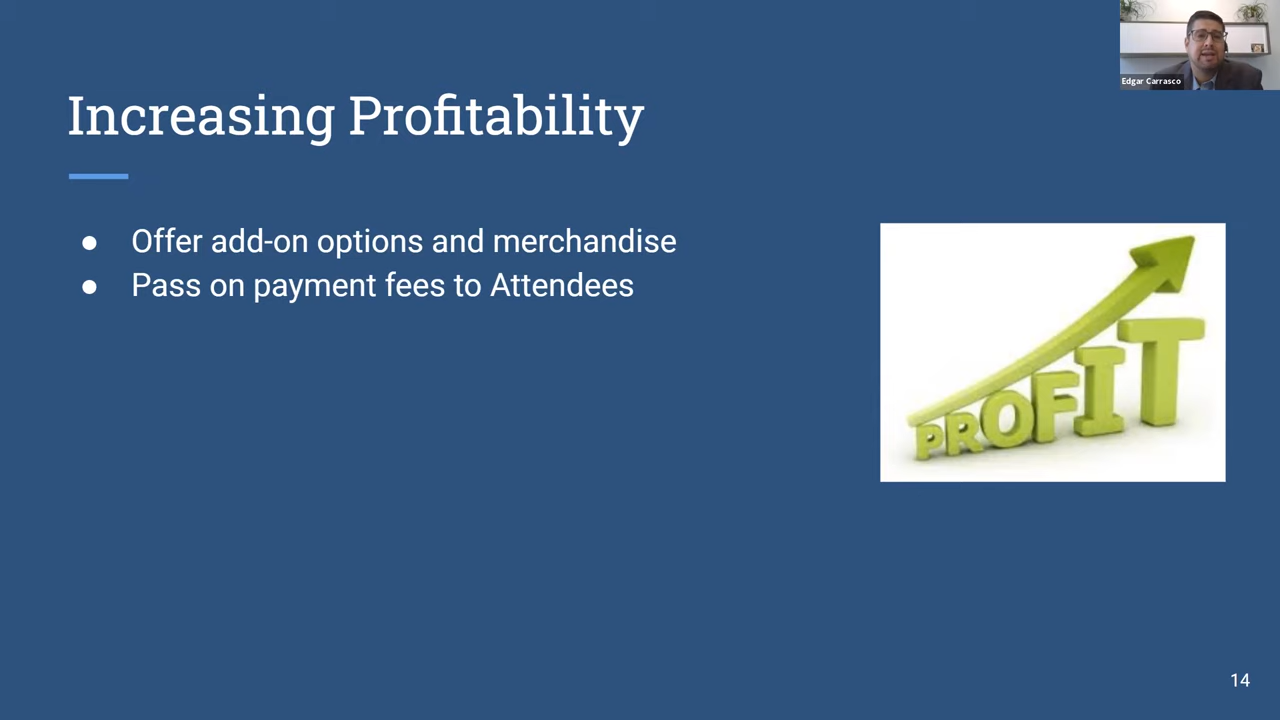 Edgar Carrasco
Increasing Profitability
● Offer add-on options and merchandise
● Pass on payment fees to Attendees
PROFIT
14